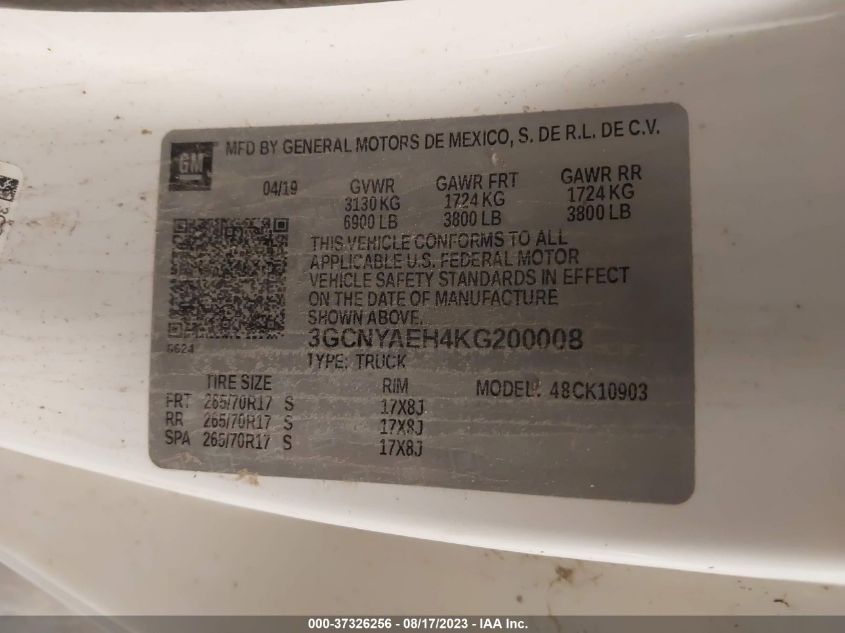 GM
MFD BY GENERAL MOTORS DE MEXICO, S. DE R.L. DE C.V.
04/19 GVWR GAWR FRT GAWR RR
3130 KG 1724 KG 1724 KG
6900 LB 3800 LB 3800 LB
THIS VEHICLE CONFORMS TO ALL
APPLICABLE U.S. FEDERAL MOTOR
VEHICLE SAFETY STANDARDS IN EFFECT
ON THE DATE OF MANUFACTURE
SHOWN ABOVE.
6624
3GCNYAEH4KG200008
TYPE: TRUCK
TIRE SIZE RIM MODEL: 48CK10903
FRT 265/70R17 S 17X8J
RR 265/70R17 S 17X8J
SPA 265/70R17 S 17X8J
000-37326256 - 08/17/2023 - IAA Inc.